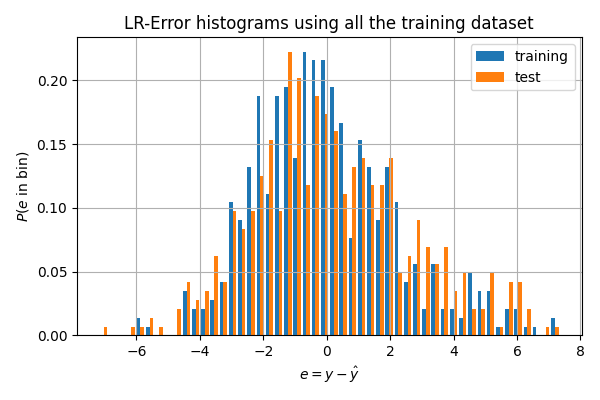 LR-Error histograms using all the training dataset
training
test
P(e in bin)
0.20
0.15
0.10
0.05
0.00
−6 −4 −2 0 2 4 6 8
e = y − ŷ